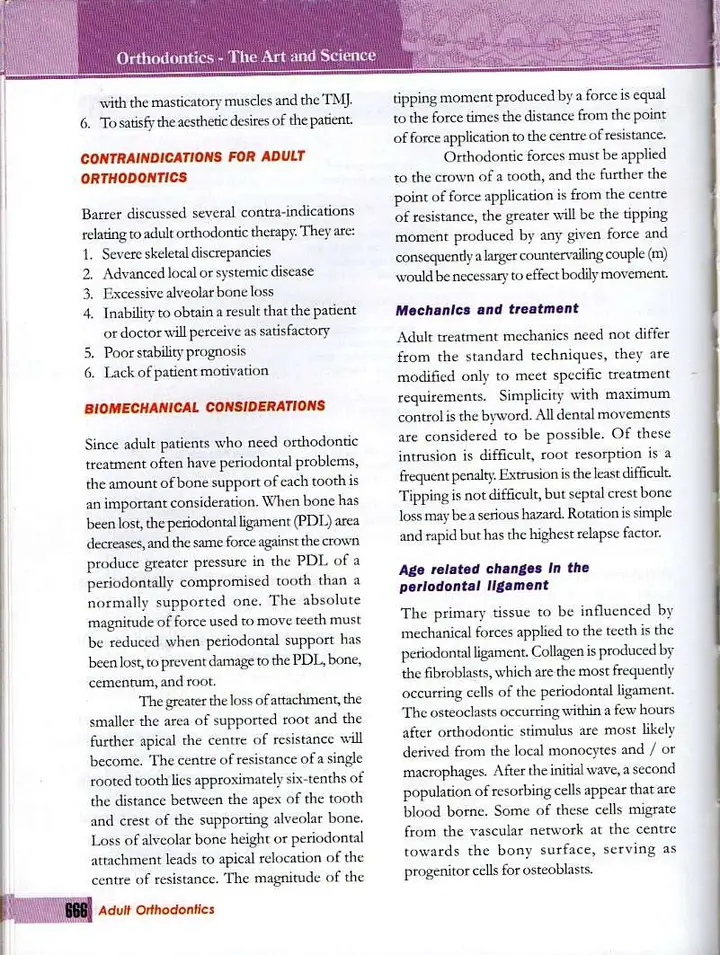 Orthodontics - The Art and Science
with the masticatory muscles and the TMJ.
6. To satisfy the aesthetic desires of the patient.
CONTRAINDICATIONS FOR ADULT
ORTHODONTICS
Barrer discussed several contra-indications
relating to adult orthodontic therapy. They are:
1. Severe skeletal discrepancies
2. Advanced local or systemic disease
3. Excessive alveolar bone loss
4. Inability to obtain a result that the patient
or doctor will perceive as satisfactory
5. Poor stability prognosis
6. Lack of patient motivation
BIOMECHANICAL CONSIDERATIONS
Since adult patients who need orthodontic
treatment often have periodontal problems,
the amount of bone support of each tooth is
an important consideration. When bone has
been lost, the periodontal ligament (PDL) area
decreases, and the same force against the crown
produce greater pressure in the PDL of a
periodontally compromised tooth than a
normally supported one. The absolute
magnitude of force used to move teeth must
be reduced when periodontal support has
been lost, to prevent damage to the PDL, bone,
cementum, and root.
The greater the loss of attachment, the
smaller the area of supported root and the
further apical the centre of resistance will
become. The centre of resistance of a single
rooted tooth lies approximately six-tenths of
the distance between the apex of the tooth
and crest of the supporting alveolar bone.
Loss of alveolar bone height or periodontal
attachment leads to apical relocation of the
centre of resistance. The magnitude of the
tipping moment produced by a force is equal
to the force times the distance from the point
of force application to the centre of resistance.
Orthodontic forces must be applied
to the crown of a tooth, and the further the
point of force application is from the centre
of resistance, the greater will be the tipping
moment produced by any given force and
consequently a larger countervailing couple (m)
would be necessary to effect bodily movement.
Mechanics and treatment
Adult treatment mechanics need not differ
from the standard techniques, they are
modified only to meet specific treatment
requirements. Simplicity with maximum
control is the byword. All dental movements
are considered to be possible. Of these
intrusion is difficult, root resorption is a
frequent penalty. Extrusion is the least difficult.
Tipping is not difficult, but septal crest bone
loss may be a serious hazard. Rotation is simple
and rapid but has the highest relapse factor.
Age related changes in the
periodontal ligament
The primary tissue to be influenced by
mechanical forces applied to the teeth is the
periodontal ligament. Collagen is produced by
the fibroblasts, which are the most frequently
occurring cells of the periodontal ligament.
The osteoclasts occurring within a few hours
after orthodontic stimulus are most likely
derived from the local monocytes and / or
macrophages. After the initial wave, a second
population of resorbing cells appear that are
blood borne. Some of these cells migrate
from the vascular network at the centre
towards the bony surface, serving as
progenitor cells for osteoblasts.
666 Adult Orthodontics